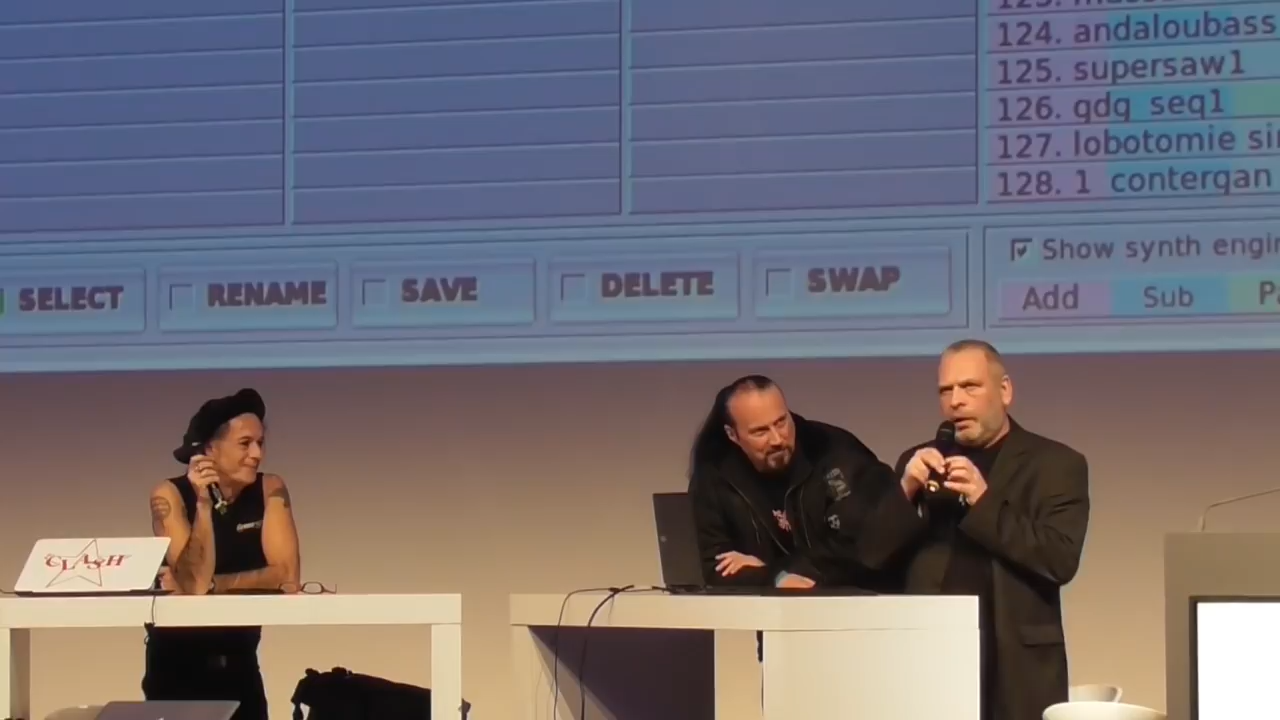 124. andaloubass
125. supersaw1
126. gdq seq1
127. lobotomie
128. 1 contergan
Show synth
SELECT
RENAME
SAVE
DELETE
SWAP
Add
Sub
CLASH